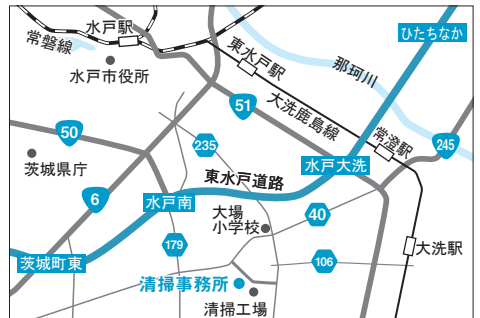 水戸駅
ひたちなか
常磐線
東水戸駅
那珂川
水戸市役所
大洗鹿島線
51
常澄駅
50
245
235
茨城県庁
水戸大洗
東水戸道路
6
水戸南
大場
小学校
40
179
大洗駅
茨城町東
106
清掃事務所
清掃工場